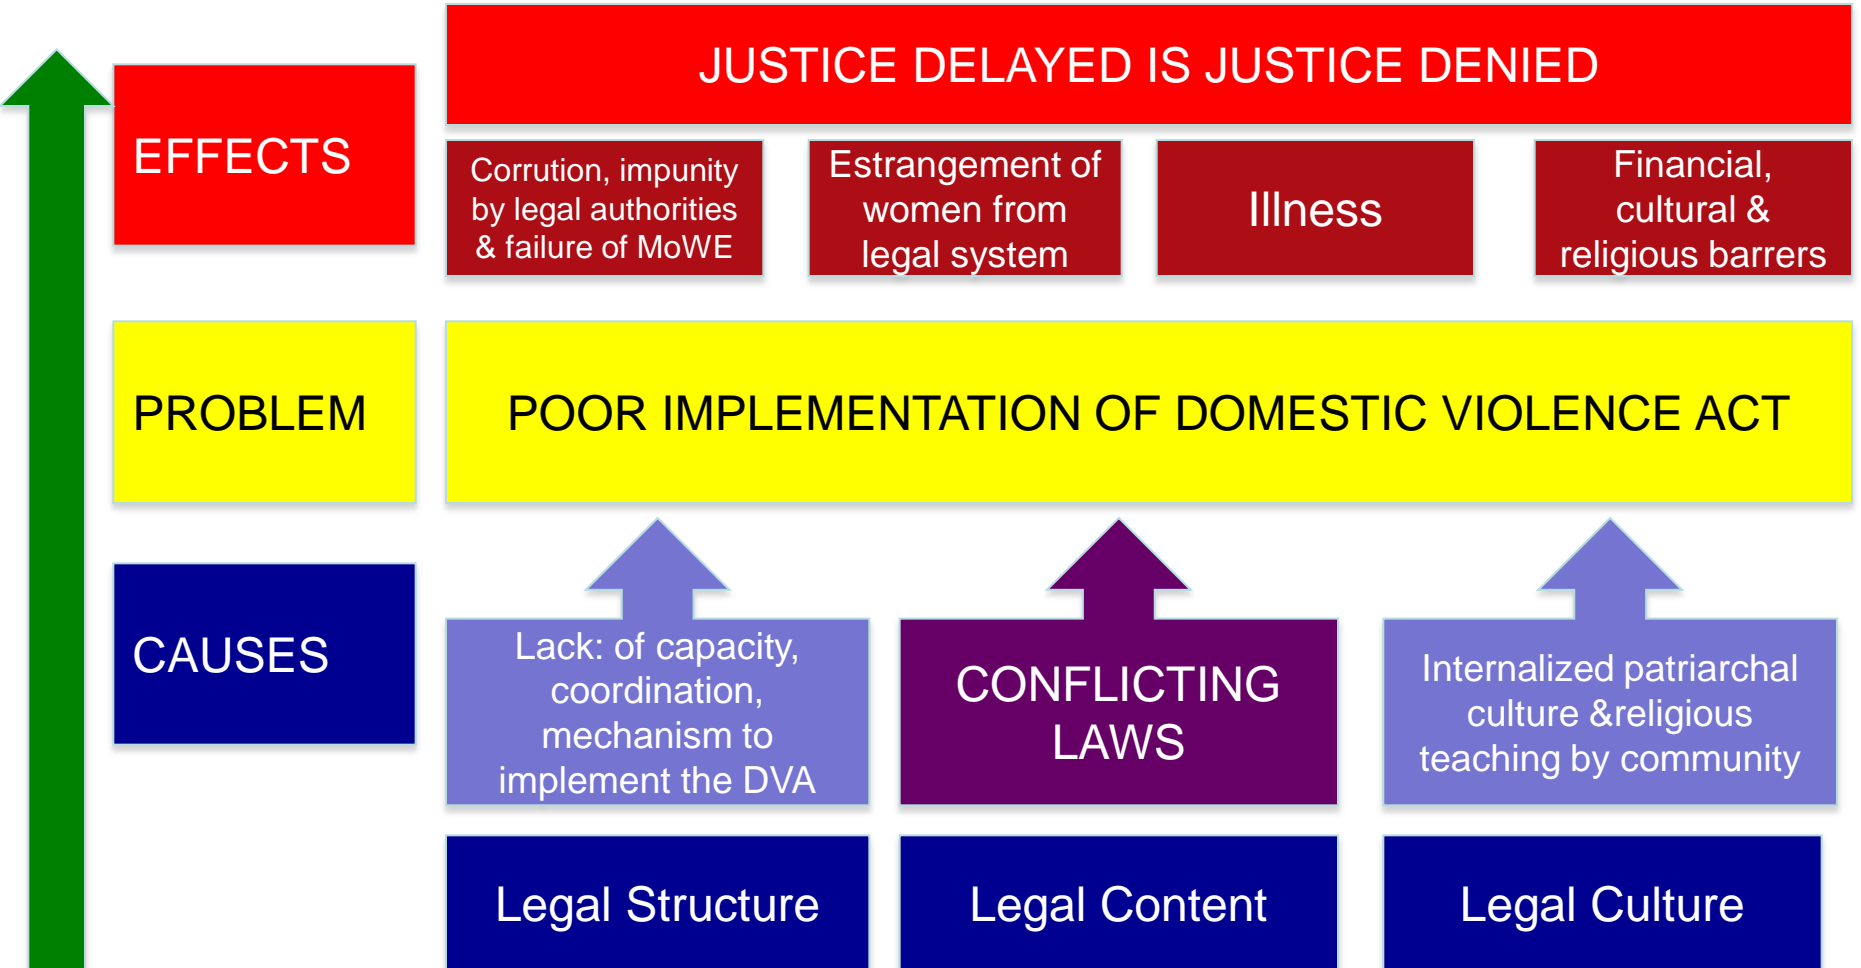 JUSTICE DELAYED IS JUSTICE DENIED
EFFECTS
Corrution, impunity
by legal authorities
& failure of MoWE
Estrangement of
women from
legal system
Illness
Financial,
cultural &
religious barrers
PROBLEM
POOR IMPLEMENTATION OF DOMESTIC VIOLENCE ACT
CAUSES
Lack: of capacity,
coordination,
mechanism to
implement the DVA
CONFLICTING
LAWS
Internalized patriarchal
culture &religious
teaching by community
Legal Structure
Legal Content
Legal Culture